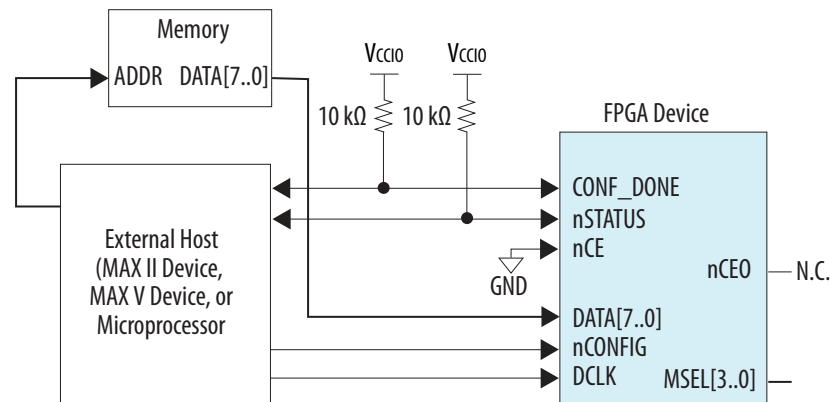 Memory
ADDR DATA[7..0]
VCCIO VCCIO
10 kΩ 10 kΩ
FPGA Device
CONF_DONE
nSTATUS
nCE
GND
nCEO N.C.
External Host
(MAX II Device,
MAX V Device, or
Microprocessor
DATA[7..0]
nCONFIG
DCLK
MSEL[3..0]